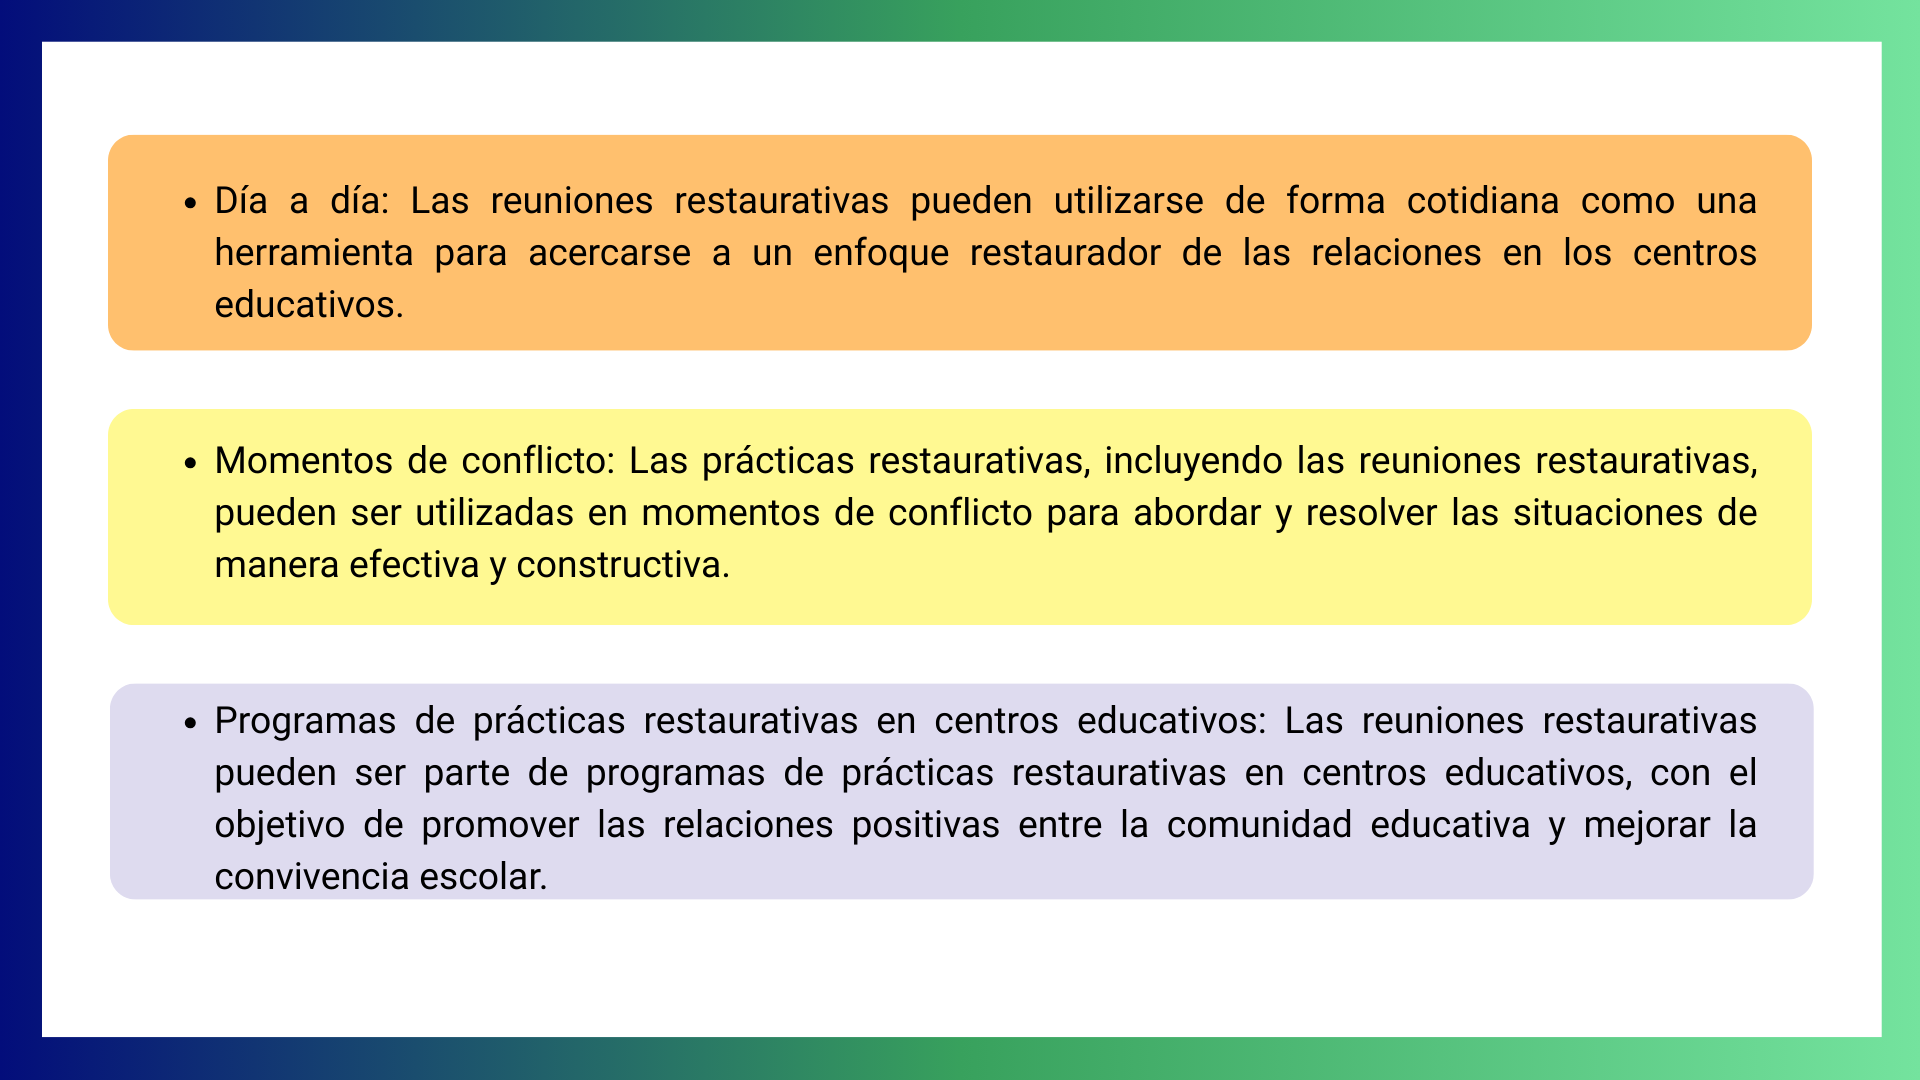 • Día a día: Las reuniones restaurativas pueden utilizarse de forma cotidiana como una
herramienta para acercarse a un enfoque restaurador de las relaciones en los centros
educativos.
• Momentos de conflicto: Las prácticas restaurativas, incluyendo las reuniones restaurativas,
pueden ser utilizadas en momentos de conflicto para abordar y resolver las situaciones de
manera efectiva y constructiva.
• Programas de prácticas restaurativas en centros educativos: Las reuniones restaurativas
pueden ser parte de programas de prácticas restaurativas en centros educativos, con el
objetivo de promover las relaciones positivas entre la comunidad educativa y mejorar la
convivencia escolar.